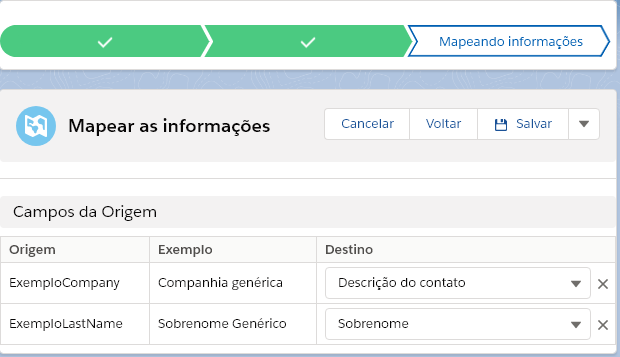 Mapeando informações
Mapear as informações
Cancelar Voltar Salvar
Campos da Origem
Origem Exemplo Destino
ExemploCompany Companhia genérica Descrição do contato
ExemploLastName Sobrenome Genérico Sobrenome